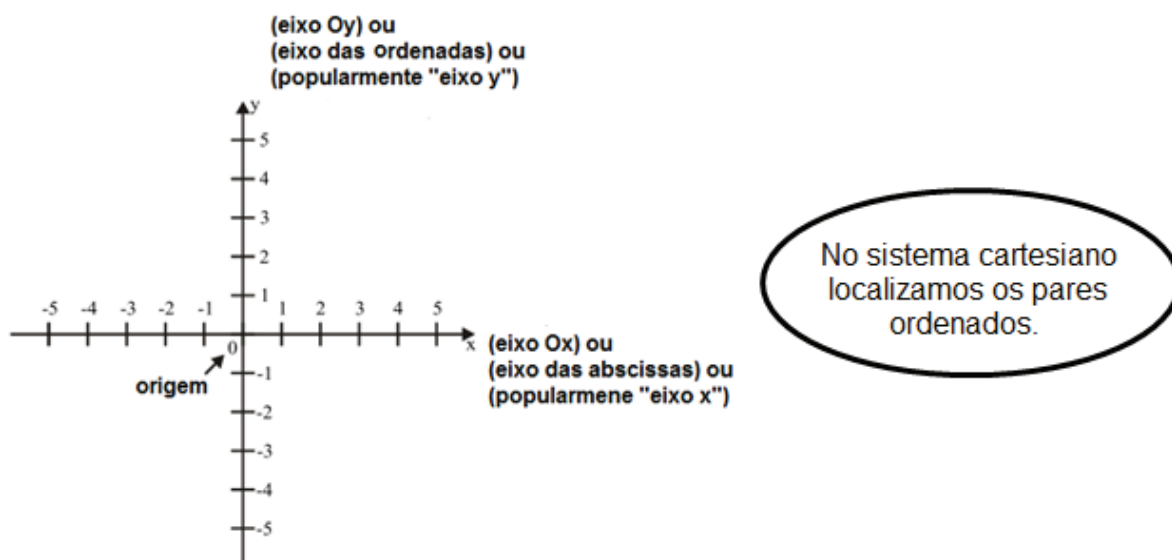 (eixo Oy) ou
(eixo das ordenadas) ou
(popularmente "eixo y")
y
5
4
3
2
1
-5 -4 -3 -2 -1 1 2 3 4 5
x
0
origem
(eixo Ox) ou
(eixo das abscissas) ou
(popularmene "eixo x")
-1
-2
-3
-4
-5
No sistema cartesiano
localizamos os pares
ordenados.